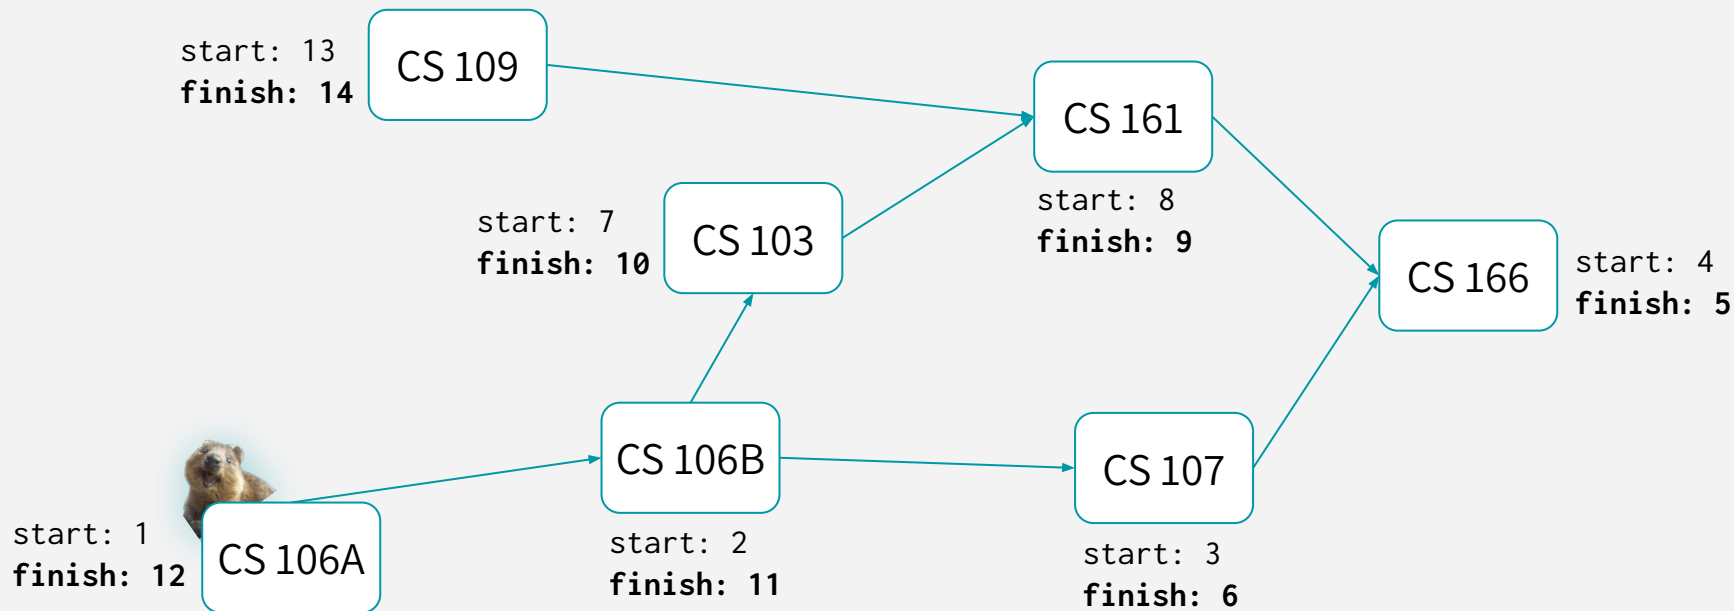 start: 13
finish: 14
CS 109
CS 161
start: 8
finish: 9
start: 7
finish: 10
CS 103
CS 166
start: 4
finish: 5
CS 106B
start: 2
finish: 11
CS 107
start: 3
finish: 6
start: 1
finish: 12
CS 106A